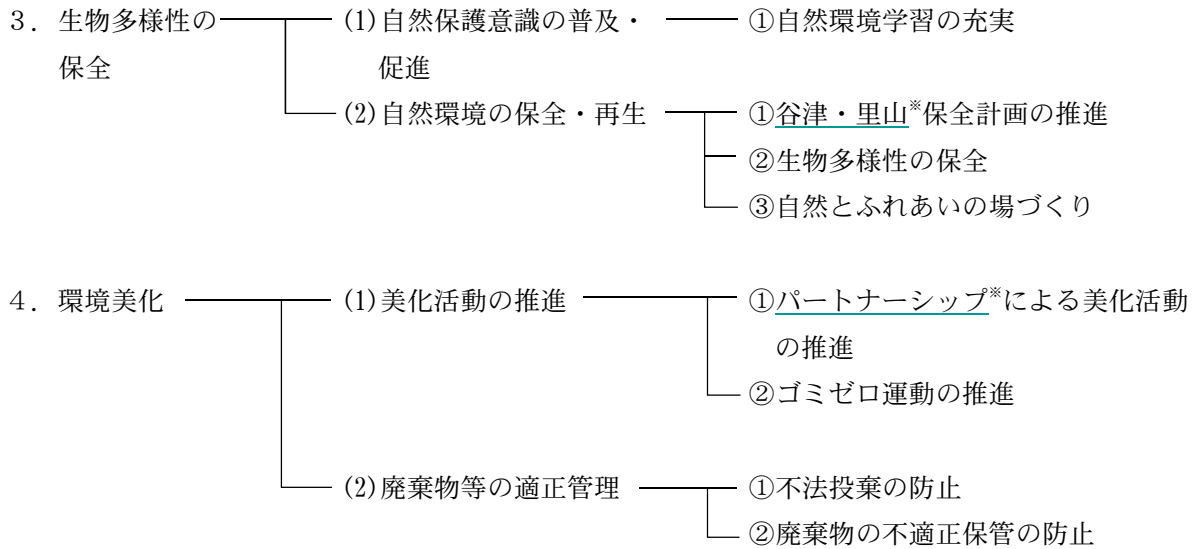 ３．生物多様性の (1)自然保護意識の普及・ ①自然環境学習の充実
保全 促進
(2)自然環境の保全・再生 ①谷津・里山※保全計画の推進
②生物多様性の保全
③自然とふれあいの場づくり
４．環境美化 (1)美化活動の推進 ①パートナーシップ※による美化活動
の推進
②ゴミゼロ運動の推進
(2)廃棄物等の適正管理 ①不法投棄の防止
②廃棄物の不適正保管の防止